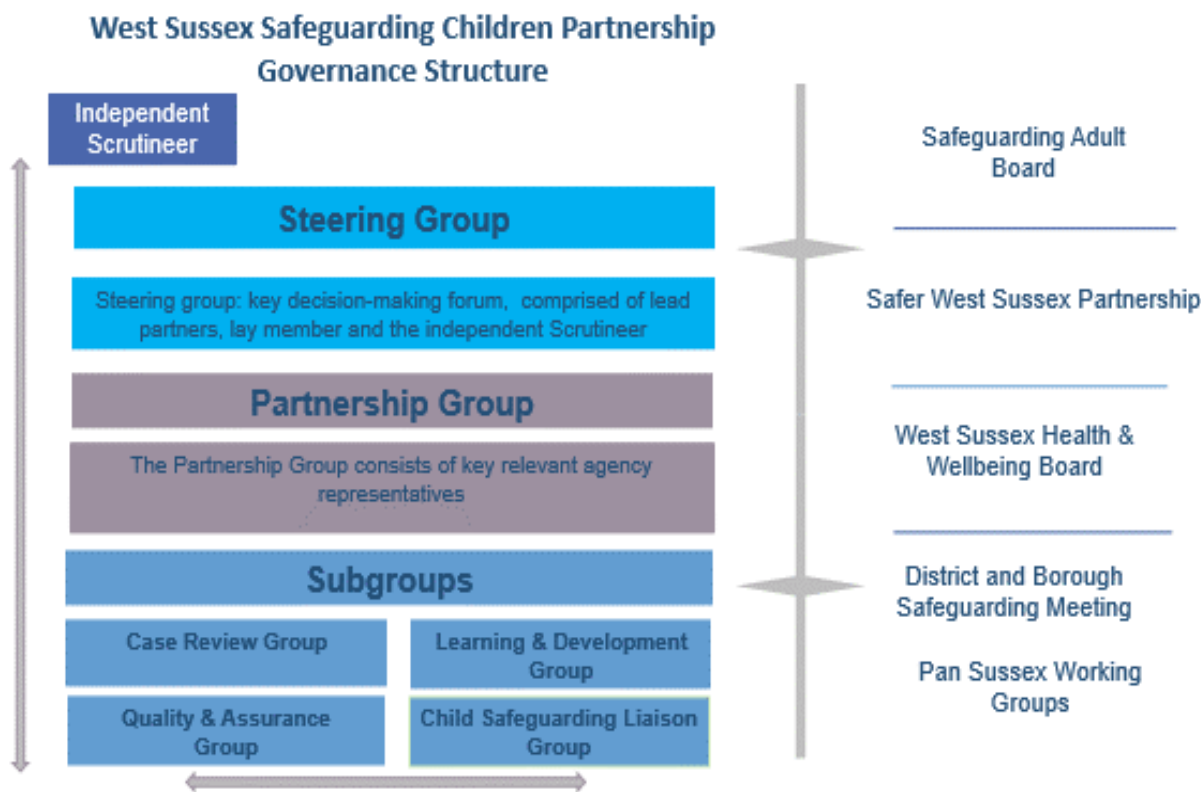 West Sussex Safeguarding Children Partnership
Governance Structure
Independent
Scrutineer
Steering Group
Steering group: key decision-making forum, comprised of lead
partners, lay member and the independent Scrutineer
Partnership Group
The Partnership Group consists of key relevant agency
representatives
Subgroups
Case Review Group
Learning & Development
Group
Quality & Assurance
Group
Child Safeguarding Liaison
Group
Safeguarding Adult
Board
Safer West Sussex Partnership
West Sussex Health &
Wellbeing Board
District and Borough
Safeguarding Meeting
Pan Sussex Working
Groups